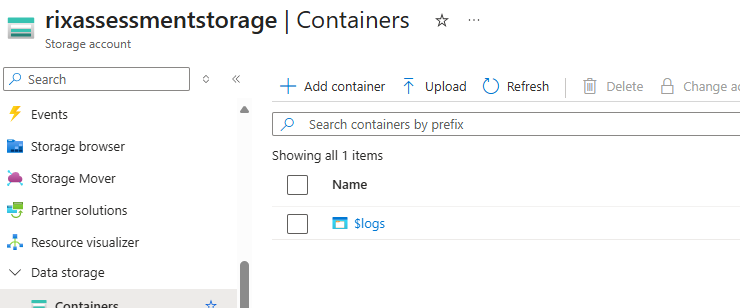 rixassessmentstorage | Containers ☆ ...
Storage account
Search
+ Add container Upload Refresh Delete Change ac
Events
Storage browser
Storage Mover
Partner solutions
Resource visualizer
Data storage
Containers
Search containers by prefix
Showing all 1 items
Name
$logs